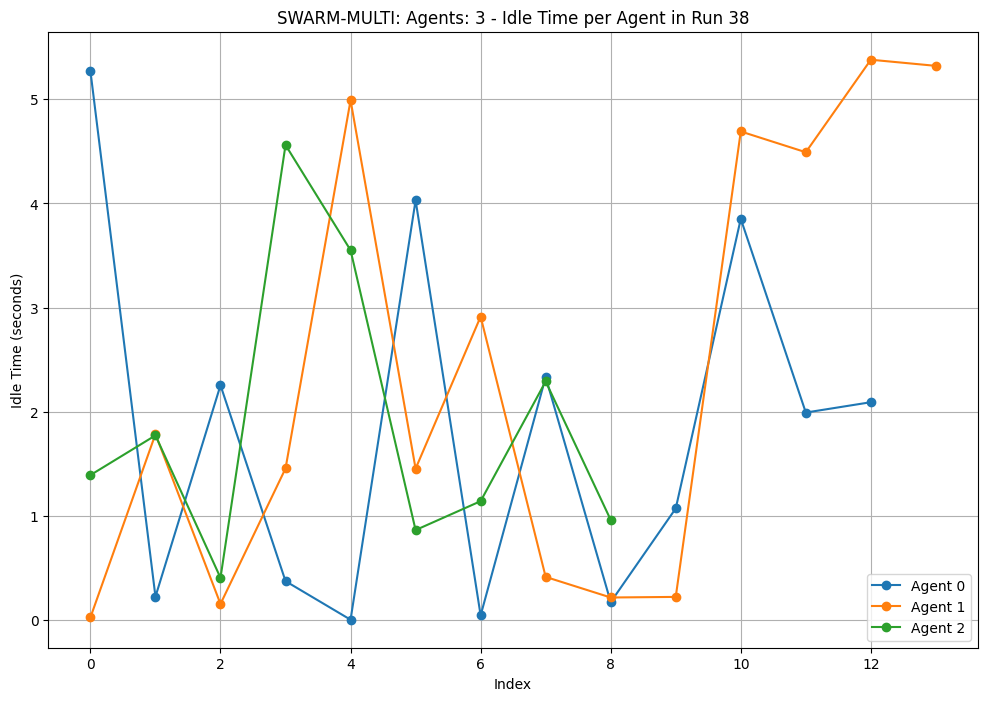 SWARM-MULTI: Agents: 3 - Idle Time per Agent in Run 38
Idle Time (seconds)
5
4
3
2
1
0
0 2 4 6 8 10 12
Index
Agent 0
Agent 1
Agent 2